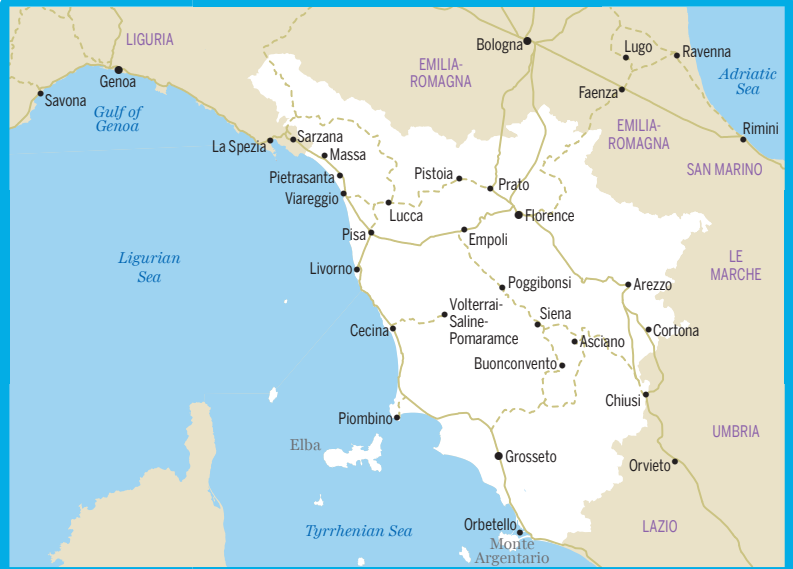 LIGURIA
Genoa
Savona
Gulf of
Genoa
Bologna
EMILIA-
ROMAGNA
Lugo
Ravenna
Adriatic
Sea
Faenza
EMILIA-
ROMAGNA
Rimini
SAN MARINO
La Spezia
Sarzana
Massa
Pietrasanta
Viareggio
Pistoia
Prato
Lucca
Florence
Pisa
Empoli
Ligurian
Sea
Livorno
LE
MARCHE
Poggibonsi
Arezzo
Volterrai-
Saline-
Pomaramce
Siena
Cecina
Asciano
Cortona
Buonconvento
Chiusi
Piombino
UMBRIA
Elba
Grosseto
Orvieto
Tyrrhenian Sea
Orbetello
LAZIO
Monte
Argentario